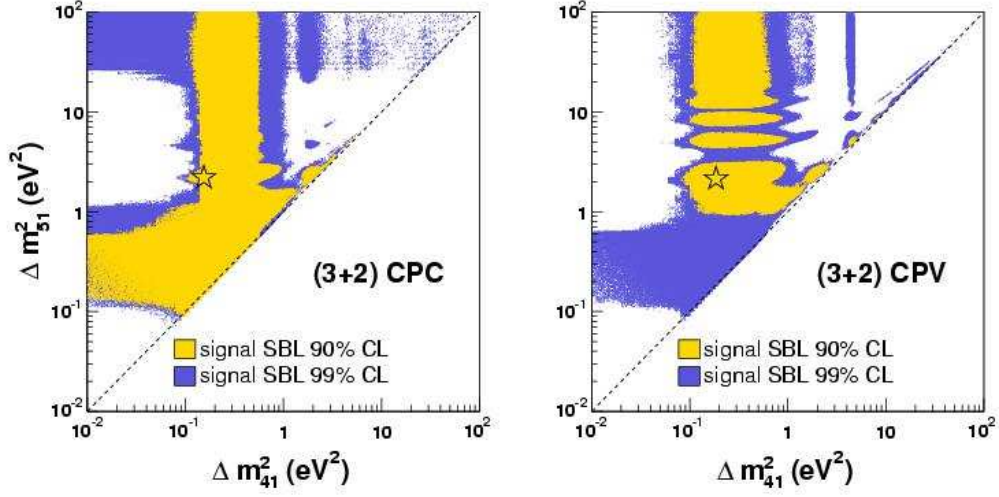 10²
10
1
10⁻¹
10⁻²
Δ m²₅₁ (eV²)
(3+2) CPC
signal SBL 90% CL
signal SBL 99% CL
10⁻² 10⁻¹ 1 10 10²
Δ m²₄₁ (eV²)
10²
10
1
10⁻¹
10⁻²
(3+2) CPV
signal SBL 90% CL
signal SBL 99% CL
10⁻² 10⁻¹ 1 10 10²
Δ m²₄₁ (eV²)